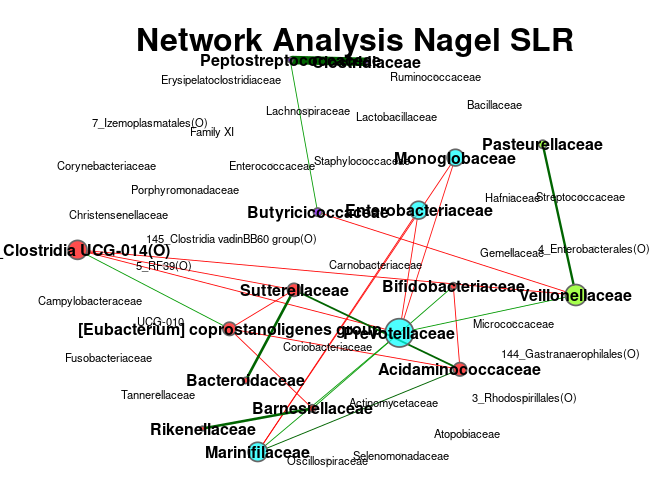 Network Analysis Nagel SLR
Peptostreptococcaceae
Clostridiaceae
Erysipelatoclostridiaceae
Ruminococcaceae
Bacillaceae
Lachnospiraceae
Lactobacillaceae
7_Izemoplasmatales(O)
Family XI
Pasteurellaceae
Monoglobaceae
Corynebacteriaceae
Enterococcaceae
Staphylococcaceae
Porphyromonadaceae
Hafniaceae
Streptococcaceae
Christensenellaceae
Butyricicoccaceae
Enterobacteriaceae
145_Clostridia vadinBB60 group(O)
_Clostridia UCG-014(O)
4_Enterobacterales(O)
Gemellaceae
5_RF39(O)
Carnobacteriaceae
Sutterellaceae
Bifidobacteriaceae
Veillonellaceae
Campylobacteraceae
UCG-010
[Eubacterium] coprostanoligenes group
Prevotellaceae
Micrococcaceae
Coriobacteriaceae
Fusobacteriaceae
144_Gastranaerophilales(O)
Acidaminococcaceae
Bacteroidaceae
Tannerellaceae
3_Rhodospirillales(O)
Barnesiellaceae
Actinomycetaceae
Rikenellaceae
Atopobiaceae
Marinifilaceae
Oscillospiraceae
Selenomonadaceae